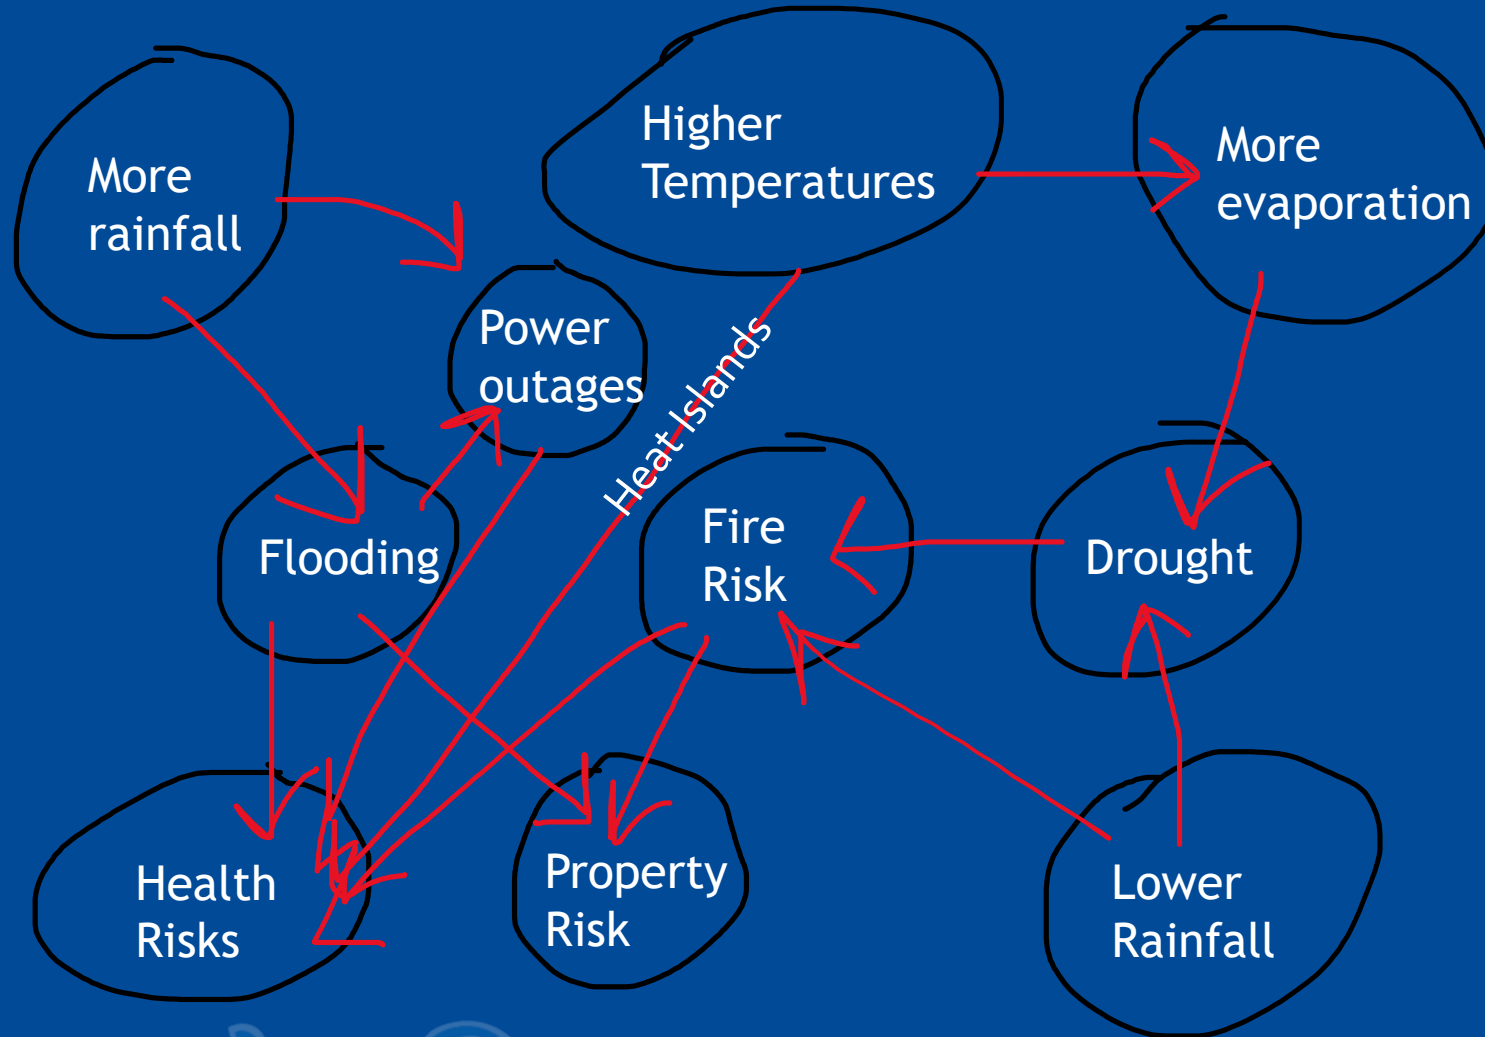 More
rainfall
Higher
Temperatures
More
evaporation
Power
outages
Heat Islands
Flooding
Fire
Risk
Drought
Health
Risks
Property
Risk
Lower
Rainfall